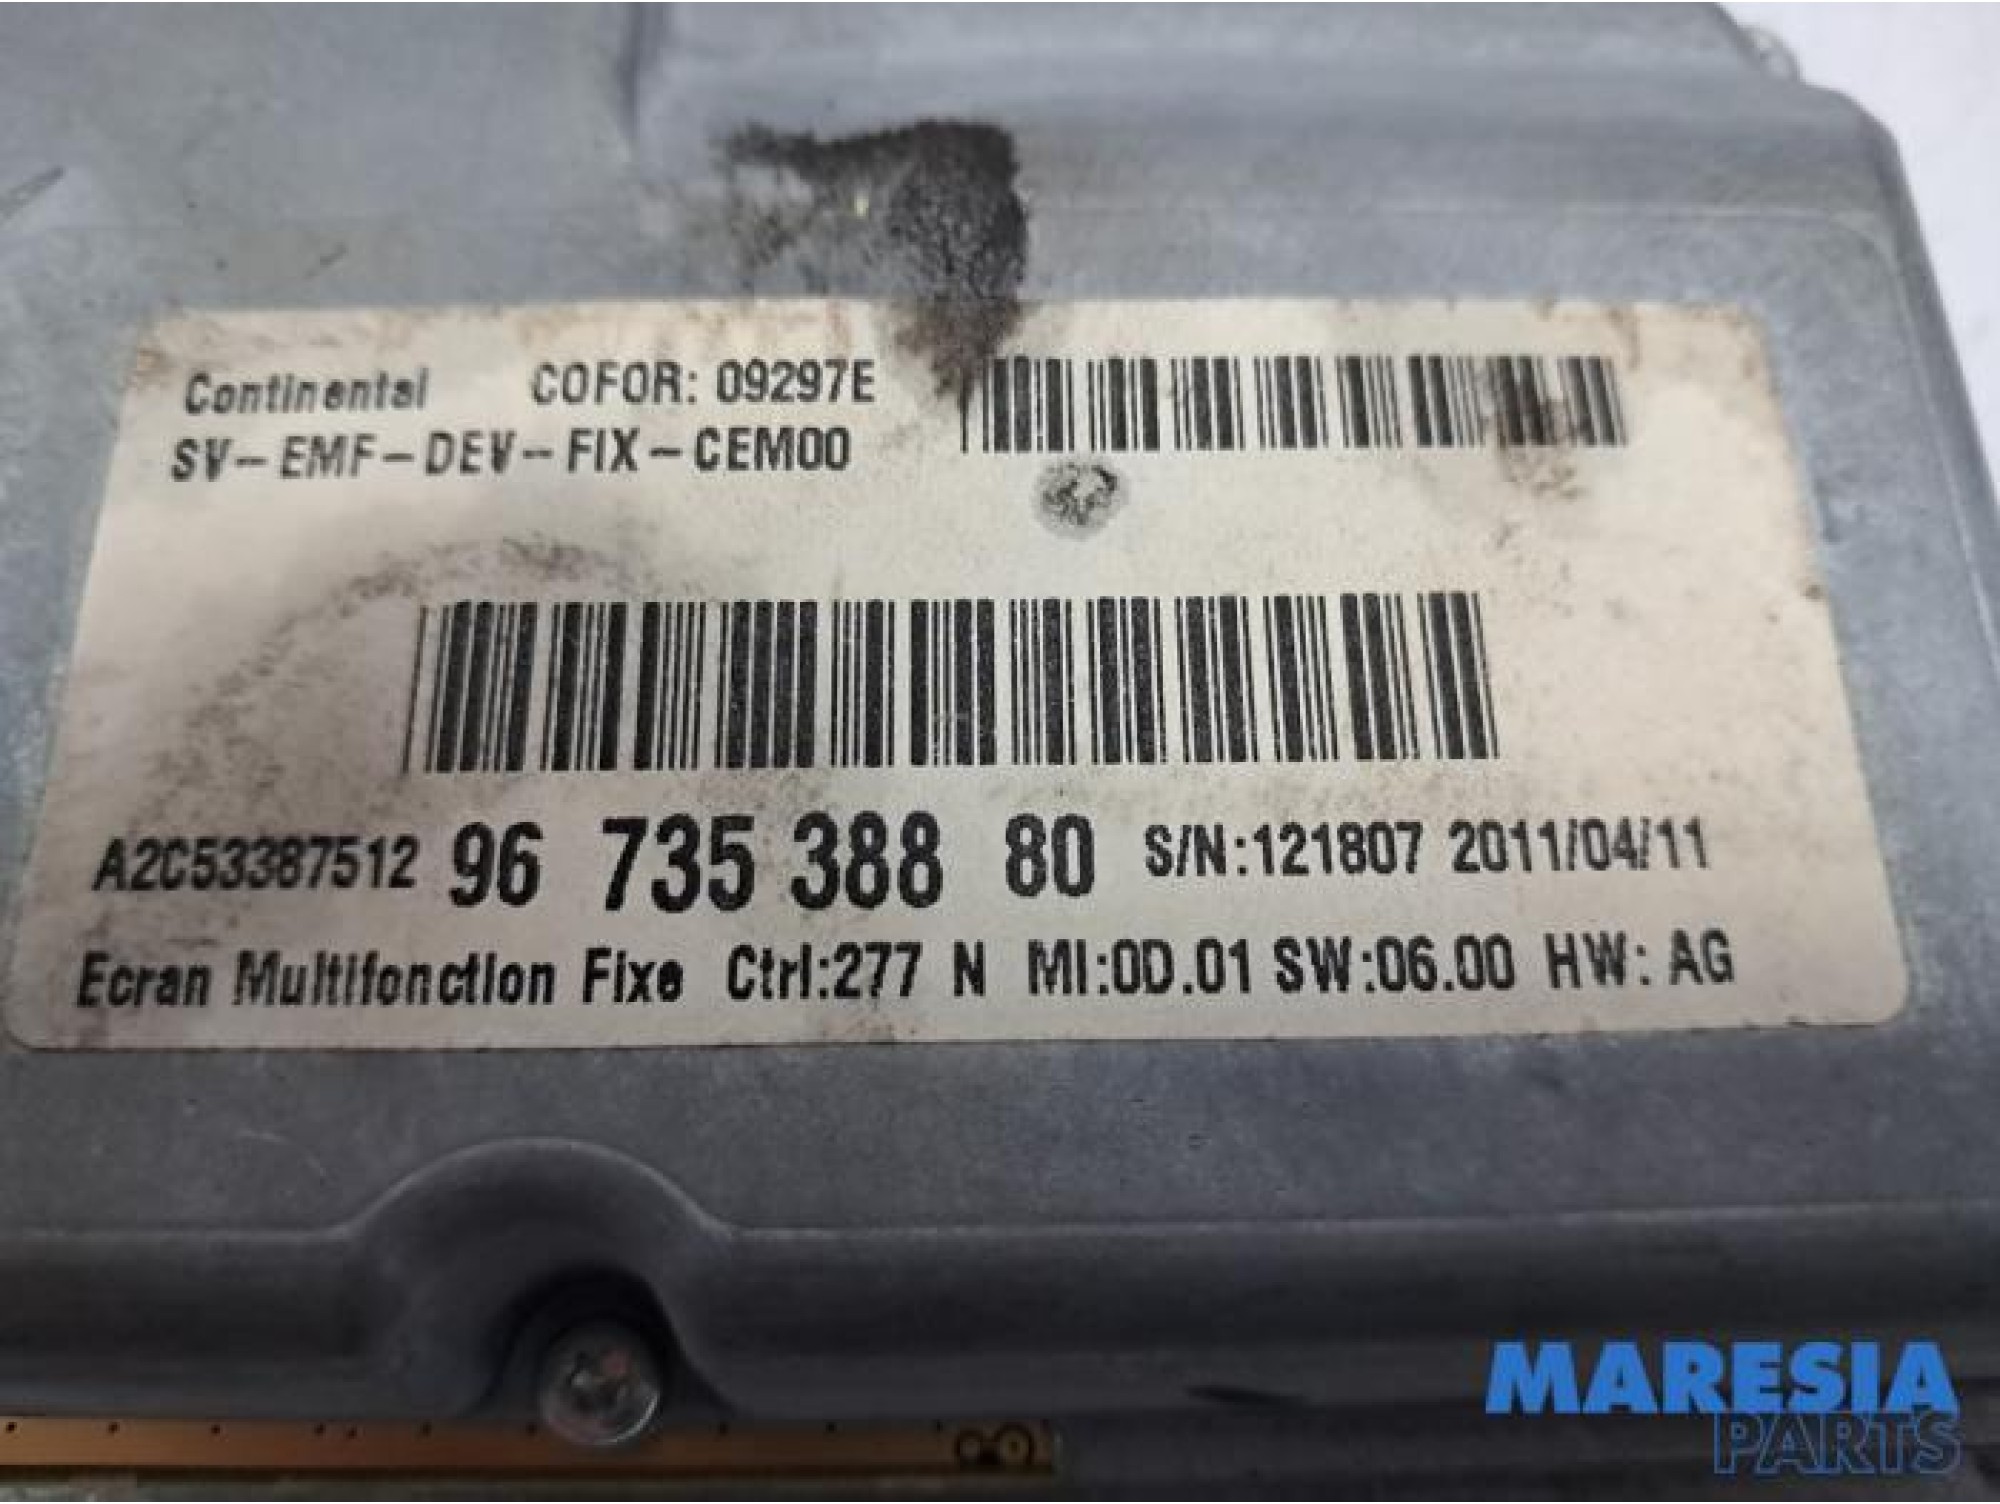 Continental COFOR: 09297E
SV-EMF-DEV-FIX-CEM00
A2C53387512 96 735 388 80 S/N:121807 2011/04/11
Ecran Multifonction Fixe Ctrl:277 N MI:0D.01 SW:06.00 HW: AG
MARESIA
PARTS